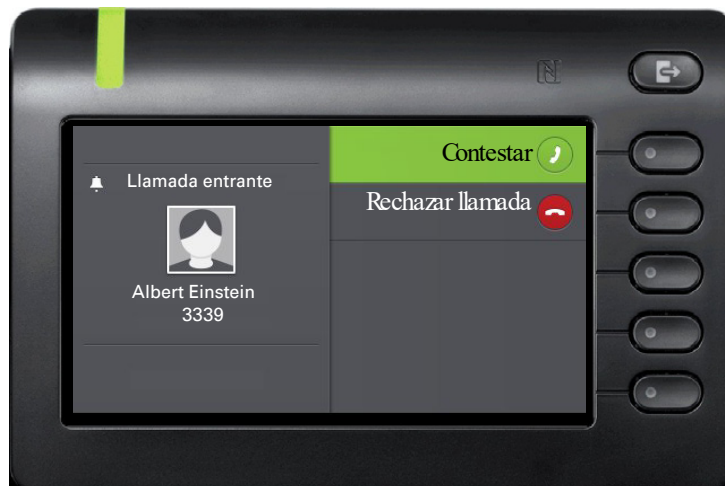 Contestar
Rechazar llamada
Llamada entrante
Albert Einstein
3339